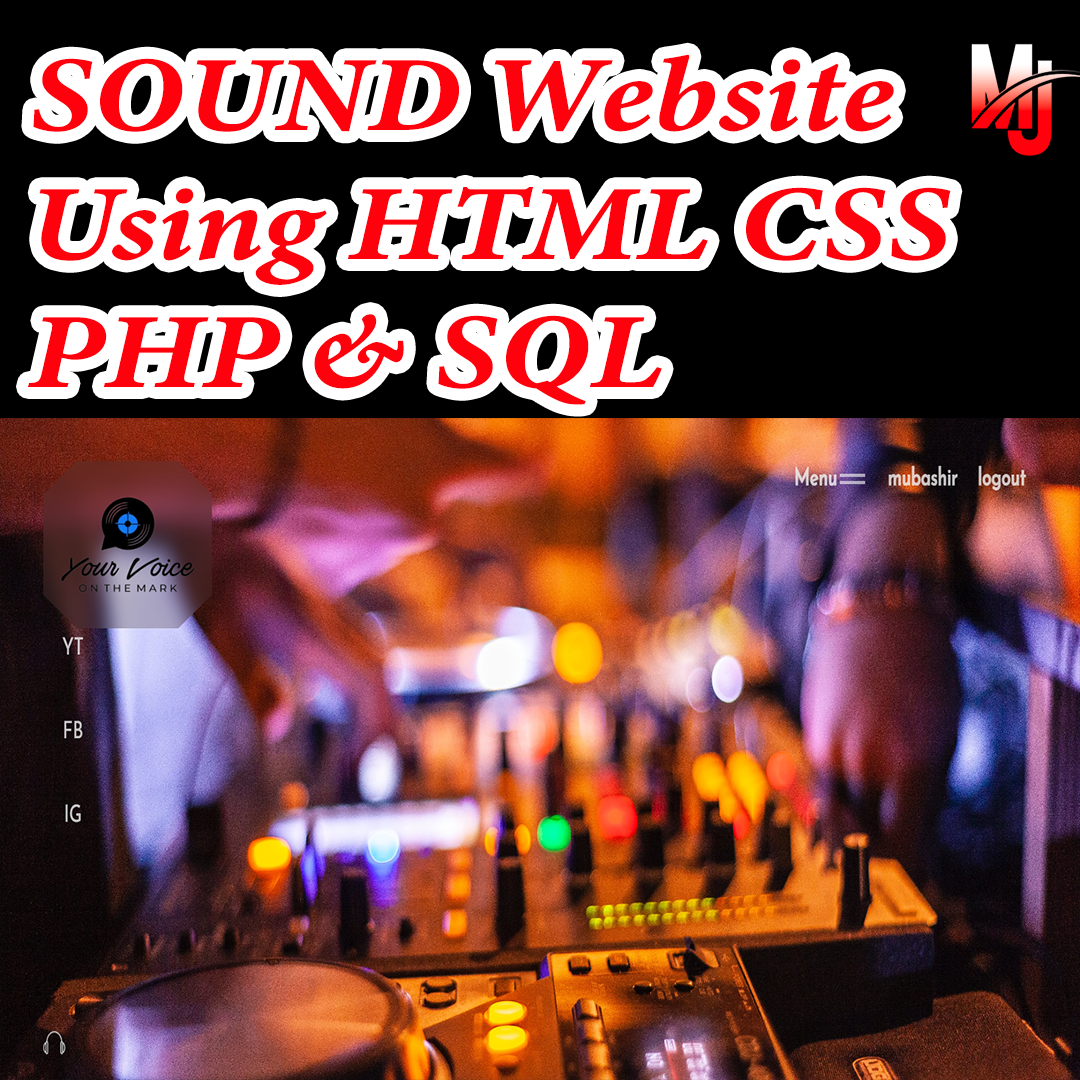 SOUND Website
MJ
Using HTML CSS
PHP & SQL
Menu mubashir logout
Your Voice
ON THE MARK
YT
FB
IG